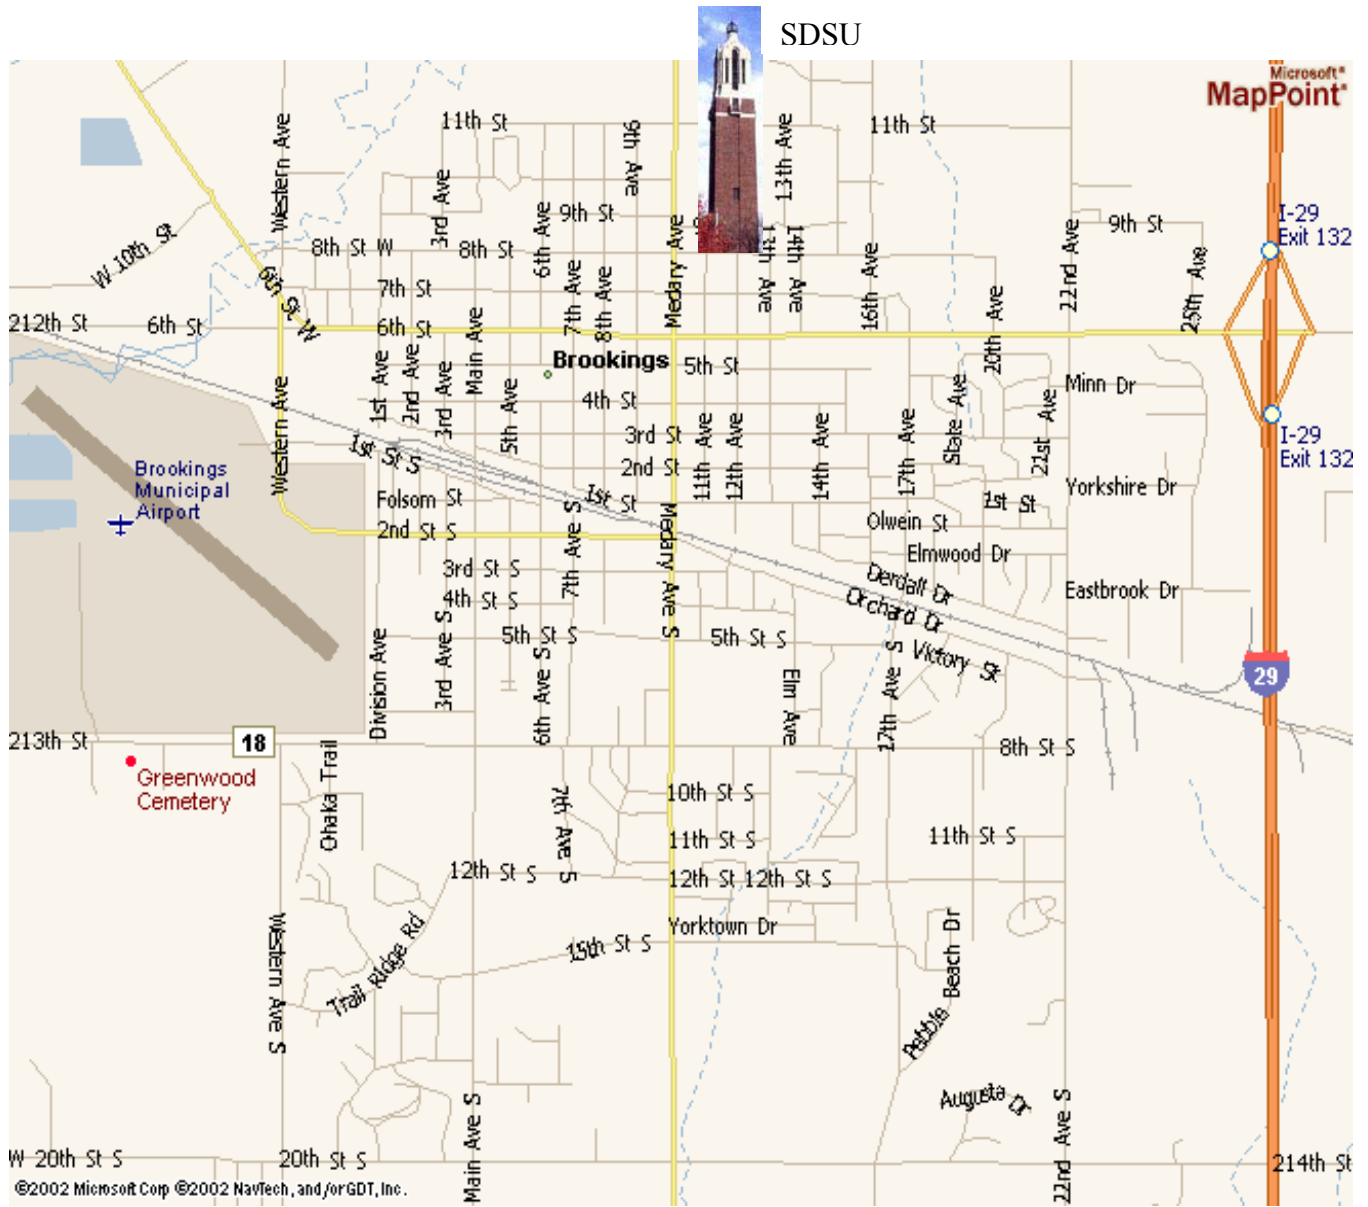 SDSU
Microsoft®
MapPoint®
11th St
11th St
Western Ave
9th Ave
13th Ave
3rd Ave
9th St
6th Ave
Medary Ave
I-29
Exit 132
9th St
22nd Ave
W 10th St
8th St W
8th St
13th Ave
14th Ave
16th Ave
25th Ave
6th St W
7th St
7th Ave
8th Ave
20th Ave
212th St
6th St
6th St
Main Ave
Brookings
5th St
1st Ave
2nd Ave
3rd Ave
5th Ave
4th St
Minn Dr
Western Ave
State Ave
21st Ave
1st St S
3rd St
11th Ave
12th Ave
14th Ave
17th Ave
I-29
Exit 132
Brookings
Municipal
Airport
2nd St
Yorkshire Dr
Folsom St
1st St
1st St
2nd St S
7th Ave S
Medary Ave S
Olwein St
Elmwood Dr
3rd St S
Derdall Dr
Eastbrook Dr
4th St S
Orchard Dr
Division Ave
3rd Ave S
5th St S
5th St S
S Victory St
6th Ave S
Elm Ave
17th Ave S
29
213th St
18
8th St S
Greenwood
Cemetery
Ohaka Trail
7th Ave S
10th St S
11th St S
11th St S
12th St S
12th St
12th St S
Western Ave S
Trail Ridge Rd
15th St S
Yorktown Dr
Pebble Beach Dr
Augusta Dr
Main Ave S
22nd Ave S
W 20th St S
20th St S
214th St
©2002 Microsoft Corp ©2002 NavTech, and/or GDT, Inc.